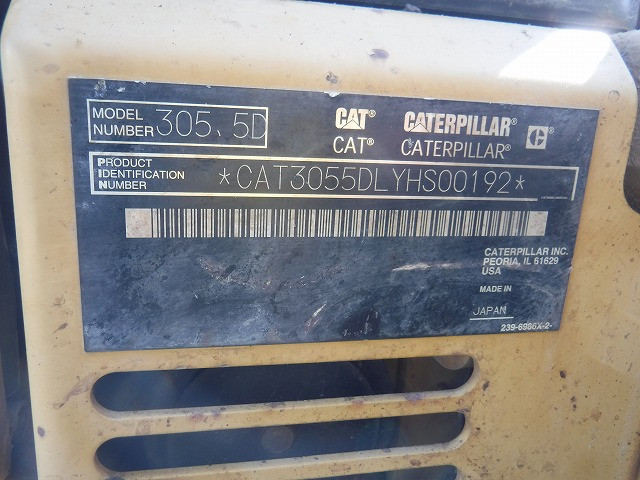 MODEL NUMBER 305.5D
CAT® CATERPILLAR® C®
CAT® CATERPILLAR®
PRODUCT IDENTIFICATION NUMBER *CAT3055DLYHS00192*
CATERPILLAR INC.
PEORIA, IL 61629
USA
MADE IN
JAPAN